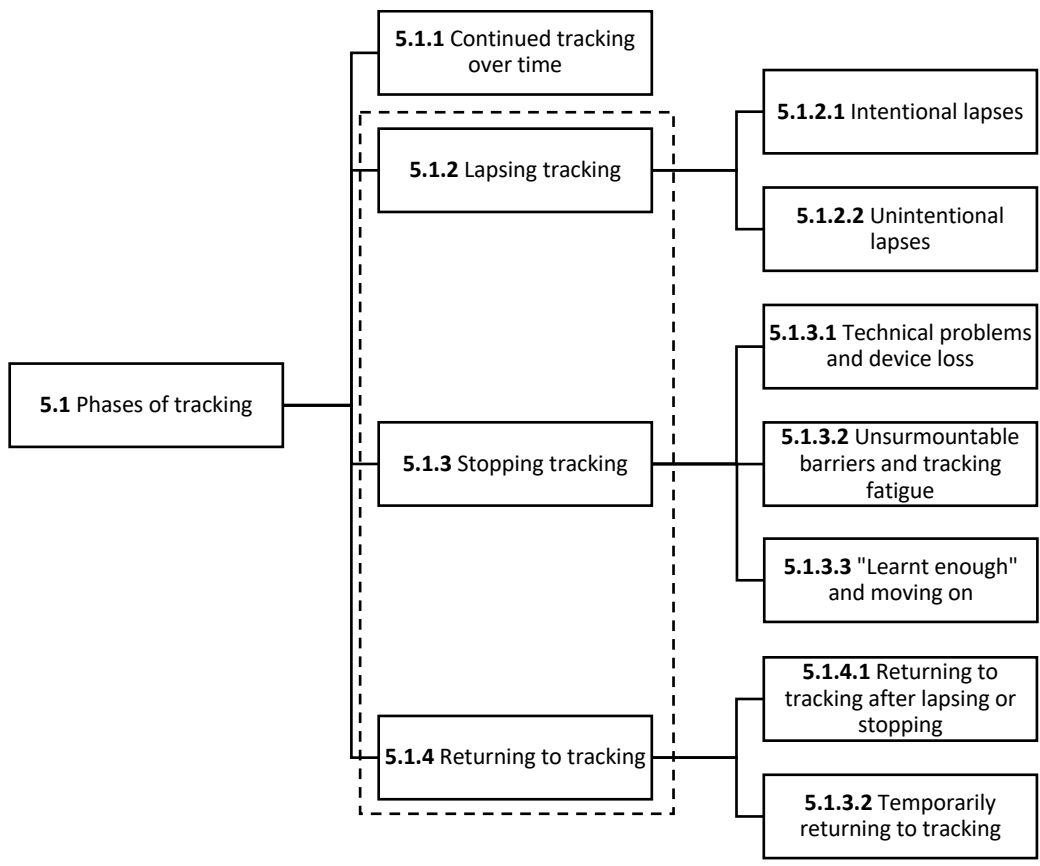 5.1.1 Continued tracking
over time
5.1.2.1 Intentional lapses
5.1.2 Lapsing tracking
5.1.2.2 Unintentional
lapses
5.1.3.1 Technical problems
and device loss
5.1 Phases of tracking
5.1.3 Stopping tracking
5.1.3.2 Unsurmountable
barriers and tracking
fatigue
5.1.3.3 "Learnt enough"
and moving on
5.1.4.1 Returning to
tracking after lapsing or
stopping
5.1.4 Returning to tracking
5.1.3.2 Temporarily
returning to tracking